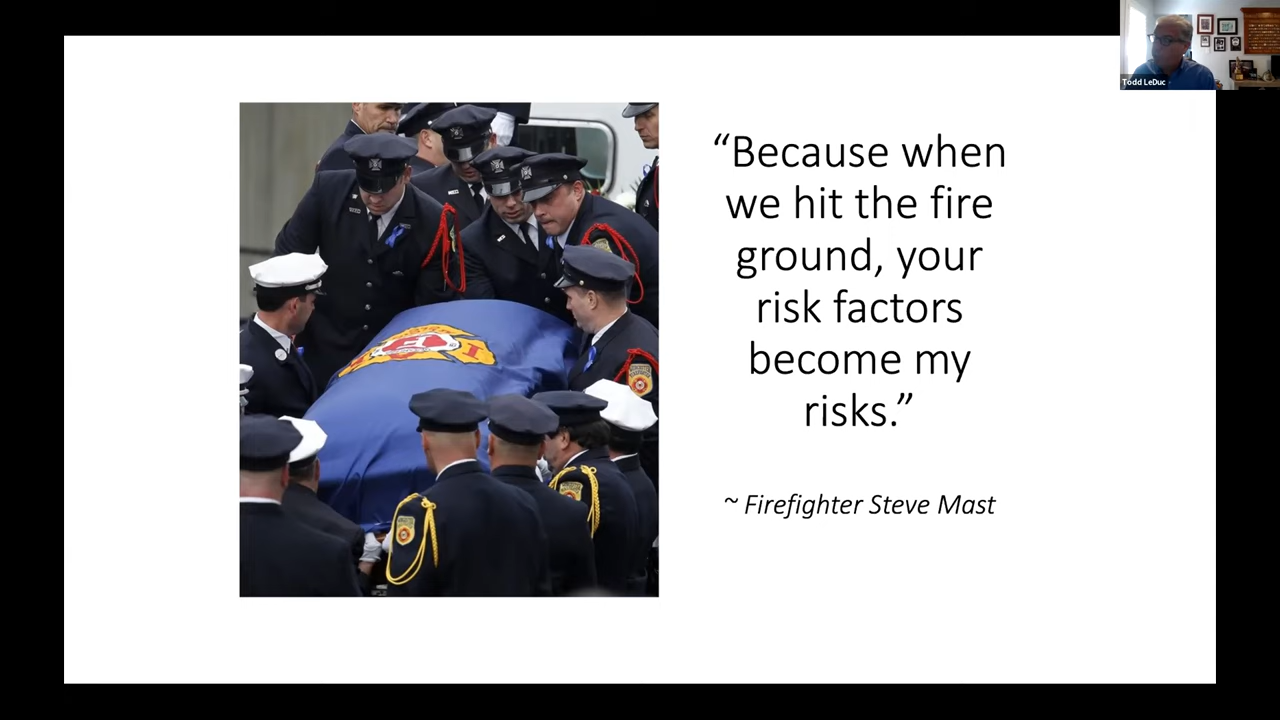 Todd LeDuc
“Because when
we hit the fire
ground, your
risk factors
become my
risks.”
~ Firefighter Steve Mast